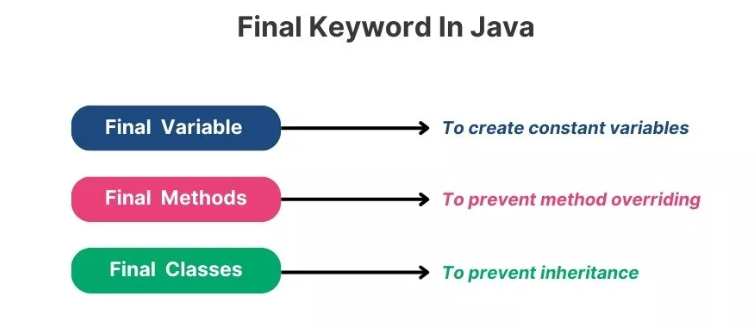 Final Keyword In Java
Final Variable To create constant variables
Final Methods To prevent method overriding
Final Classes To prevent inheritance